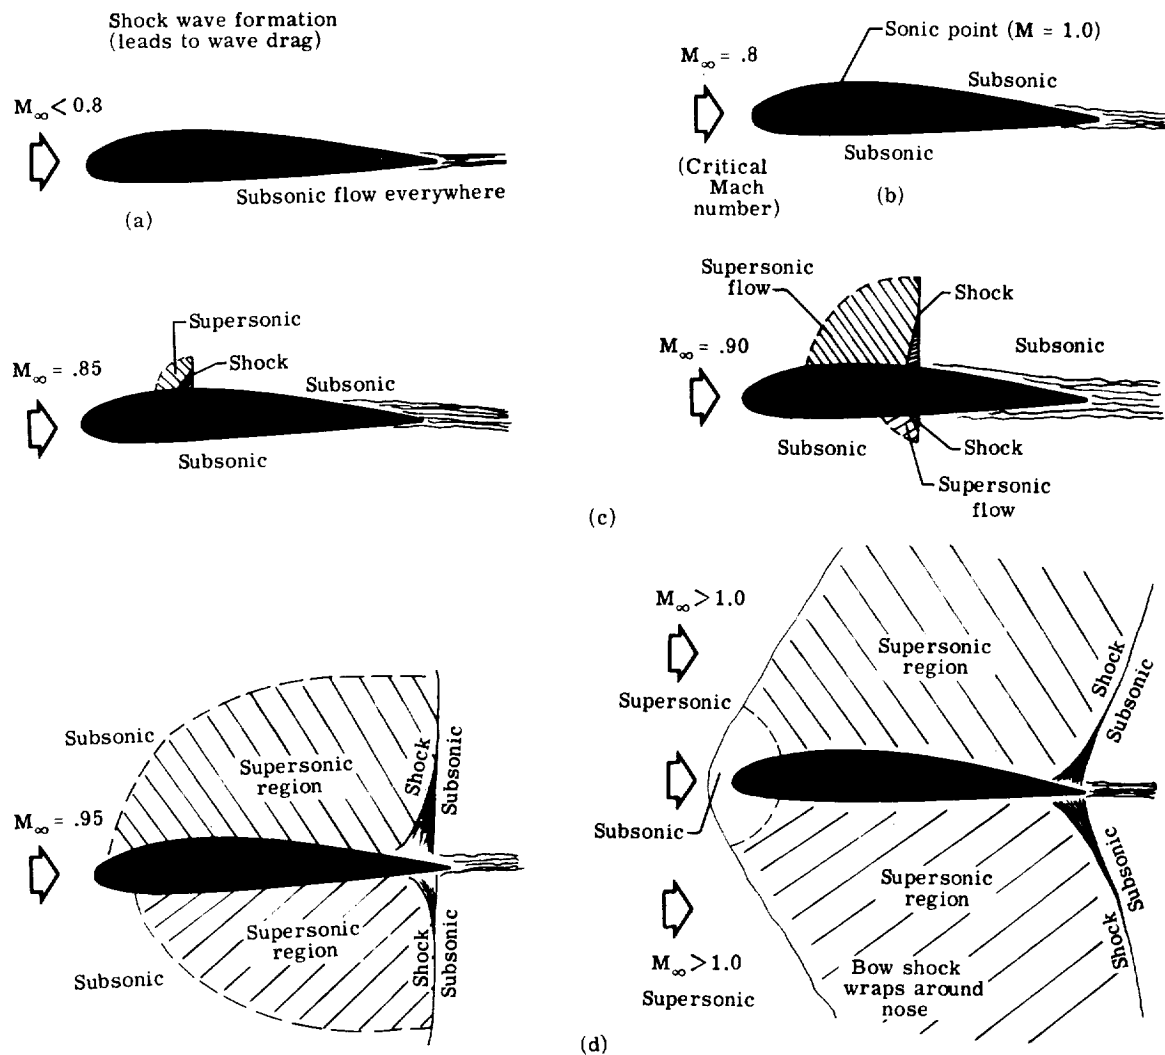 Shock wave formation
(leads to wave drag)
M∞ < 0.8
Subsonic flow everywhere
(a)
M∞ = .8
Sonic point (M = 1.0)
Subsonic
Subsonic
(Critical
Mach
number)
(b)
M∞ = .85
Supersonic
Shock
Subsonic
Subsonic
M∞ = .90
Supersonic
flow
Shock
Subsonic
Subsonic
Shock
Supersonic
flow
(c)
M∞ = .95
Subsonic
Supersonic
region
Shock
Subsonic
Supersonic
region
Shock
Subsonic
Subsonic
M∞ > 1.0
Supersonic
Supersonic
region
Shock
Subsonic
Subsonic
Supersonic
region
Subsonic
Shock
M∞ > 1.0
Supersonic
Bow shock
wraps around
nose
(d)